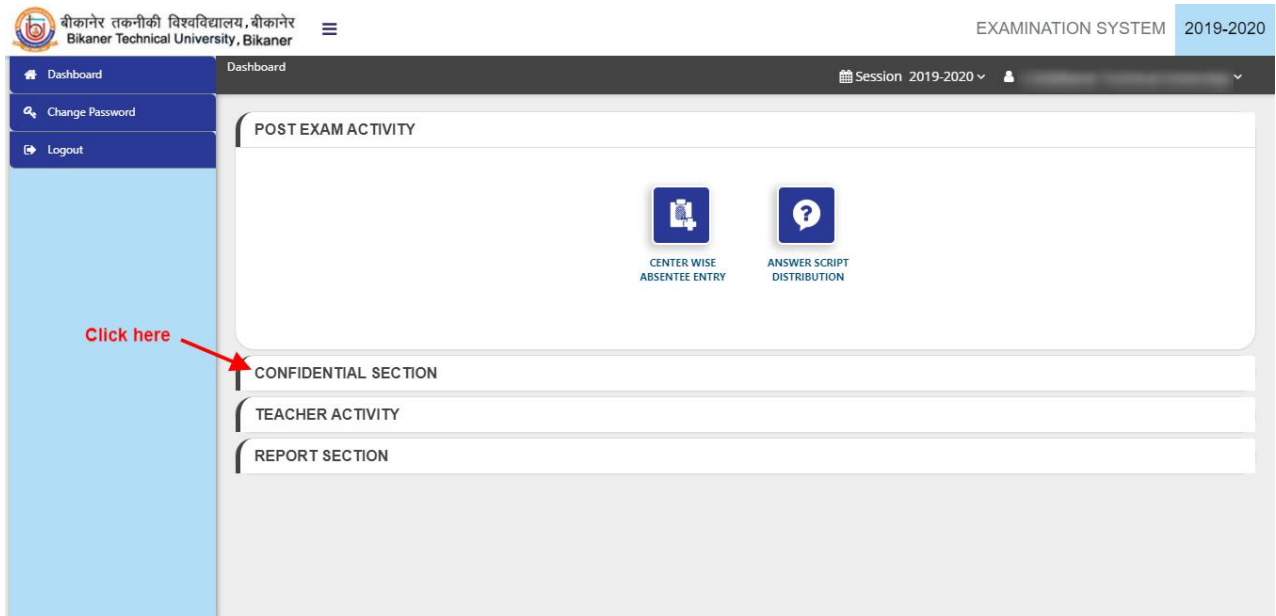 बीकानेर तकनीकी विश्वविद्यालय, बीकानेर
Bikaner Technical University, Bikaner
EXAMINATION SYSTEM
2019-2020
Dashboard
Change Password
Logout
Dashboard
Session 2019-2020
POST EXAM ACTIVITY
CENTER WISE
ABSENTEE ENTRY
ANSWER SCRIPT
DISTRIBUTION
Click here
CONFIDENTIAL SECTION
TEACHER ACTIVITY
REPORT SECTION